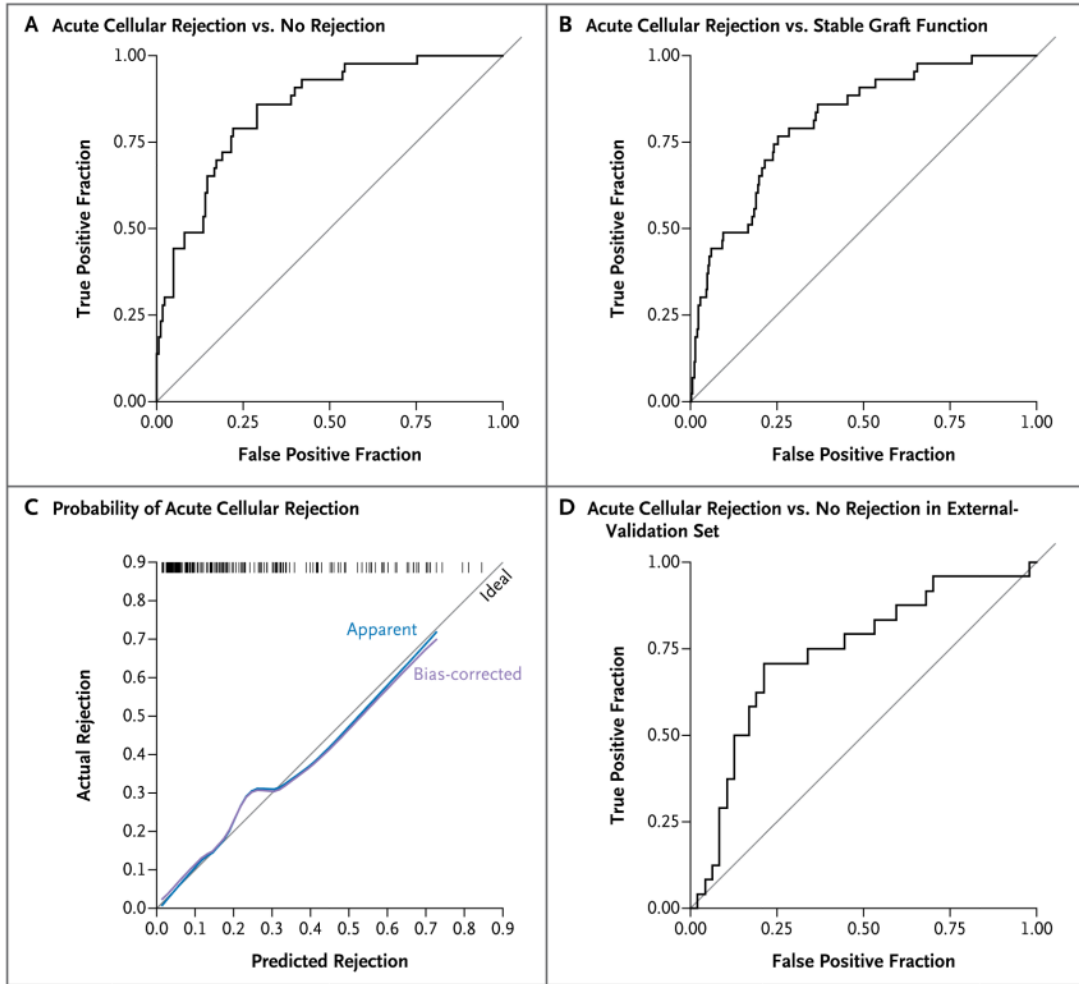 A Acute Cellular Rejection vs. No Rejection
1.00
0.75
0.50
0.25
0.00
True Positive Fraction
0.00 0.25 0.50 0.75 1.00
False Positive Fraction
B Acute Cellular Rejection vs. Stable Graft Function
1.00
0.75
0.50
0.25
0.00
True Positive Fraction
0.00 0.25 0.50 0.75 1.00
False Positive Fraction
C Probability of Acute Cellular Rejection
0.9
0.8
0.7
0.6
0.5
0.4
0.3
0.2
0.1
0.0
Actual Rejection
Ideal
Apparent
Bias-corrected
0.0 0.1 0.2 0.3 0.4 0.5 0.6 0.7 0.8 0.9
Predicted Rejection
D Acute Cellular Rejection vs. No Rejection in External-
Validation Set
1.00
0.75
0.50
0.25
0.00
True Positive Fraction
0.00 0.25 0.50 0.75 1.00
False Positive Fraction